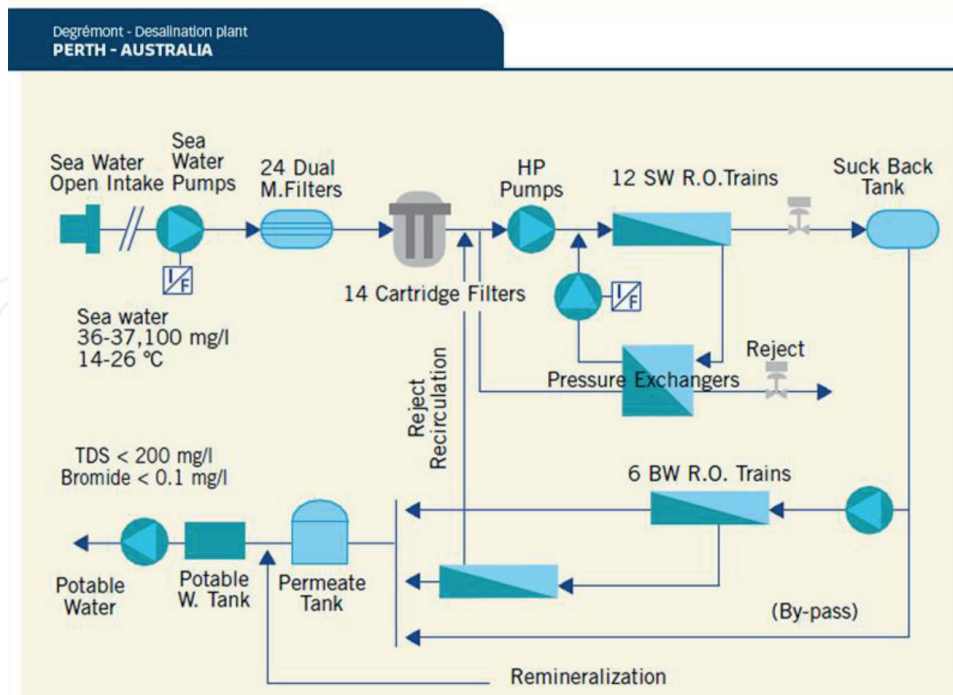 Degrémont - Desalination plant
PERTH - AUSTRALIA
Sea Water
Open Intake
Sea
Water
Pumps
24 Dual
M.Filters
HP
Pumps
12 SW R.O.Trains
Suck Back
Tank
I/F
14 Cartridge Filters
I/F
Sea water
36-37,100 mg/l
14-26 ºC
Pressure Exchangers
Reject
Reject
Recirculation
TDS < 200 mg/l
Bromide < 0.1 mg/l
6 BW R.O. Trains
Potable
Water
Potable
W. Tank
Permeate
Tank
(By-pass)
Remineralization